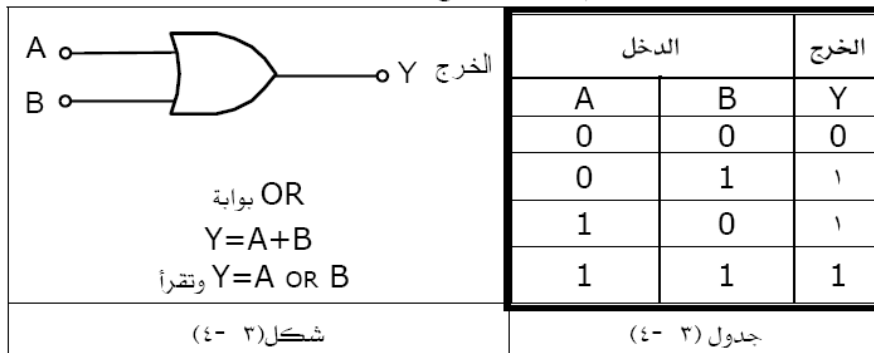 A
B
Y الخرج
بوابة OR
Y=A+B
وتقرأ Y=A OR B
شكل(٣ -٤)
الدخل الخرج
A B Y
0 0 0
0 1 ١
1 0 ١
1 1 1
جدول (٣ -٤)